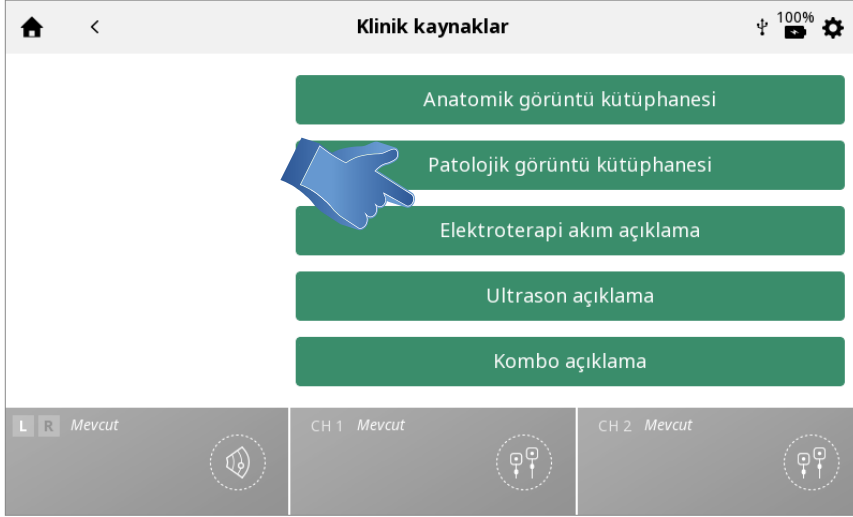 Klinik kaynaklar
100%
Anatomik görüntü kütüphanesi
Patolojik görüntü kütüphanesi
Elektroterapi akım açıklama
Ultrason açıklama
Kombo açıklama
L R Mevcut
CH 1 Mevcut
CH 2 Mevcut